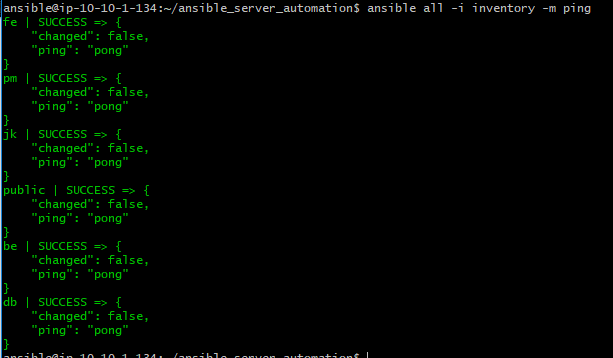 ansible@ip-10-10-1-134:~/ansible_server_automation$ ansible all -i inventory -m ping
fe | SUCCESS => {
    "changed": false,
    "ping": "pong"
}
pm | SUCCESS => {
    "changed": false,
    "ping": "pong"
}
jk | SUCCESS => {
    "changed": false,
    "ping": "pong"
}
public | SUCCESS => {
    "changed": false,
    "ping": "pong"
}
be | SUCCESS => {
    "changed": false,
    "ping": "pong"
}
db | SUCCESS => {
    "changed": false,
    "ping": "pong"
}
ansible@ip-10-10-1-134:~/ansible_server_automation$